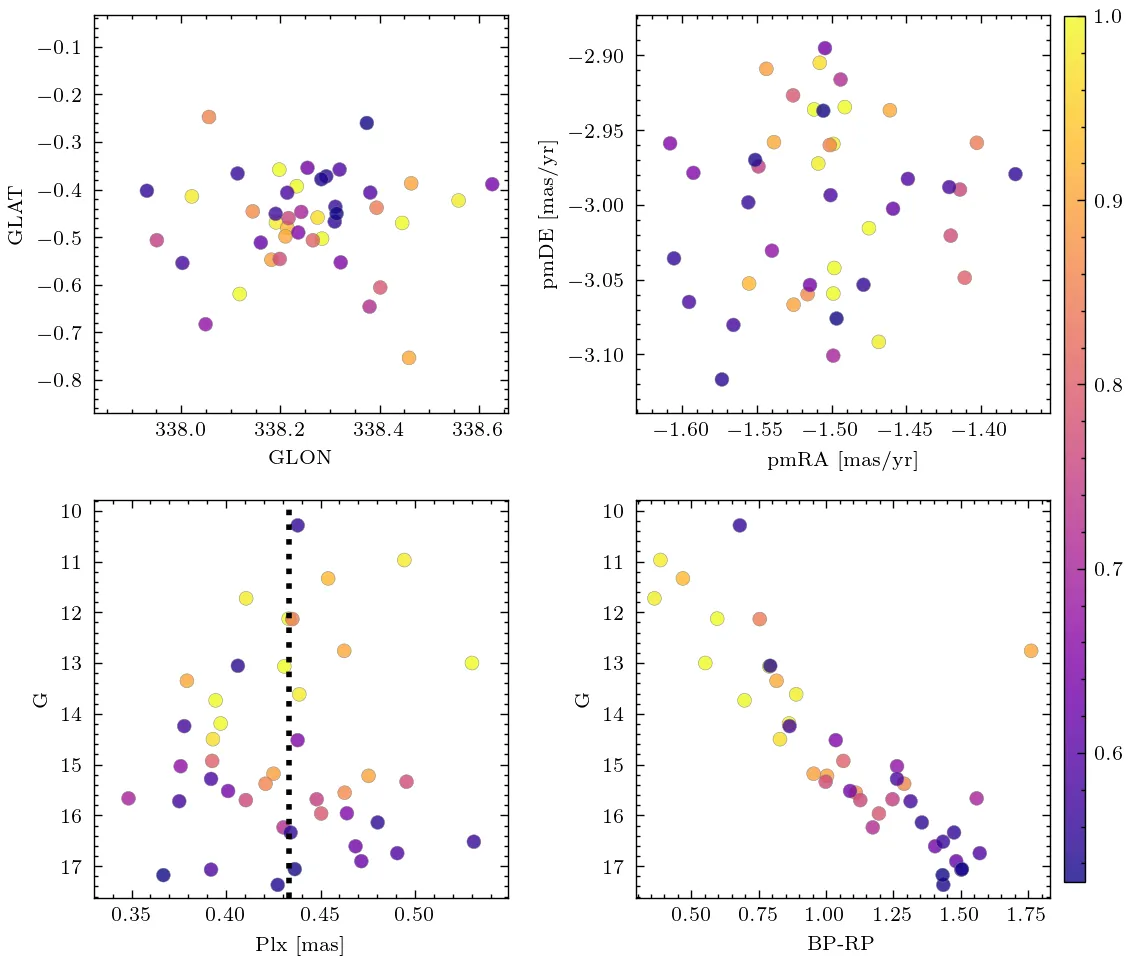 −0.1
−0.2
−0.3
−0.4
−0.5
−0.6
−0.7
−0.8
GLAT
338.0 338.2 338.4 338.6
GLON
−2.90
−2.95
−3.00
−3.05
−3.10
pmDE [mas/yr]
−1.60 −1.55 −1.50 −1.45 −1.40
pmRA [mas/yr]
1.0
0.9
0.8
0.7
0.6
10
11
12
13
14
15
16
17
G
0.35 0.40 0.45 0.50
Plx [mas]
10
11
12
13
14
15
16
17
G
0.50 0.75 1.00 1.25 1.50 1.75
BP-RP